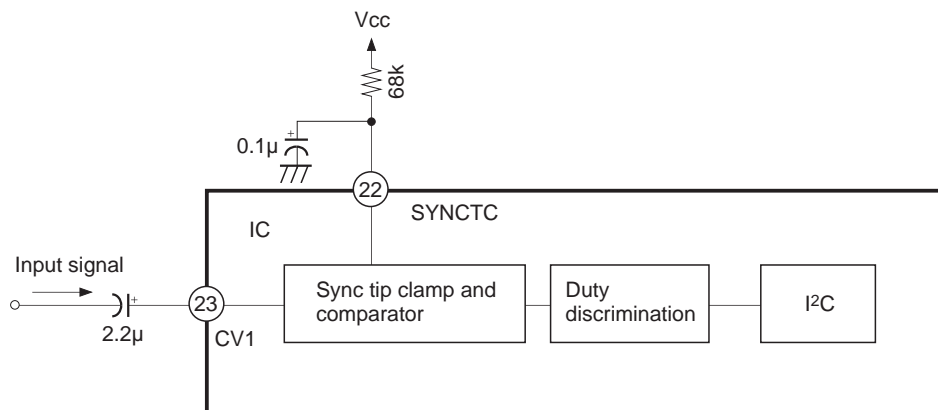 Vcc
68k
0.1μ
22
SYNCTC
IC
Input signal
23
2.2μ
CV1
Sync tip clamp and
comparator
Duty
discrimination
I²C